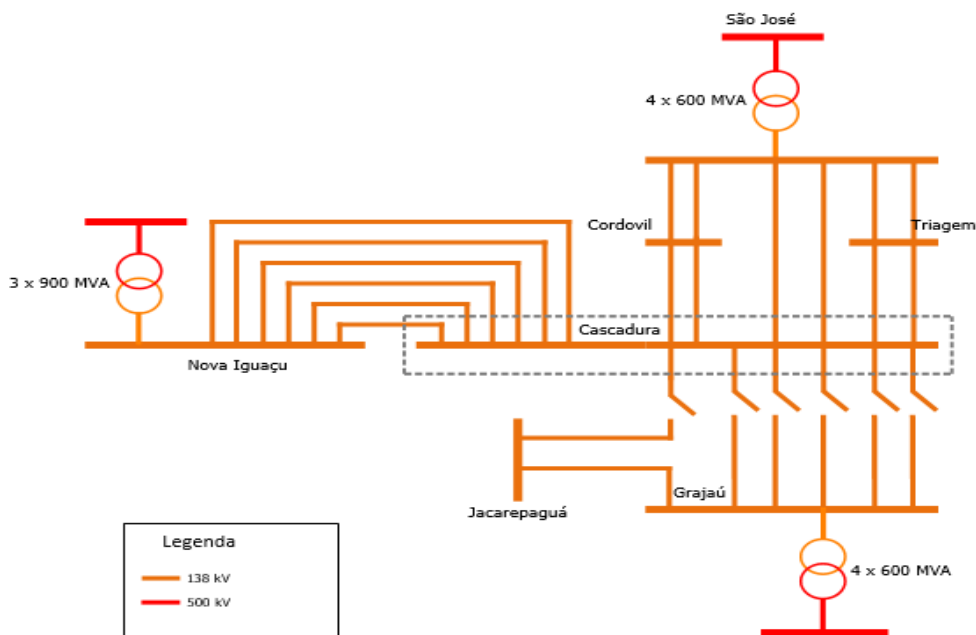 São José
4 x 600 MVA
Cordovil
Triagem
3 x 900 MVA
Cascadura
Nova Iguaçu
Grajaú
Jacarepaguá
Legenda
138 kV
500 kV
4 x 600 MVA